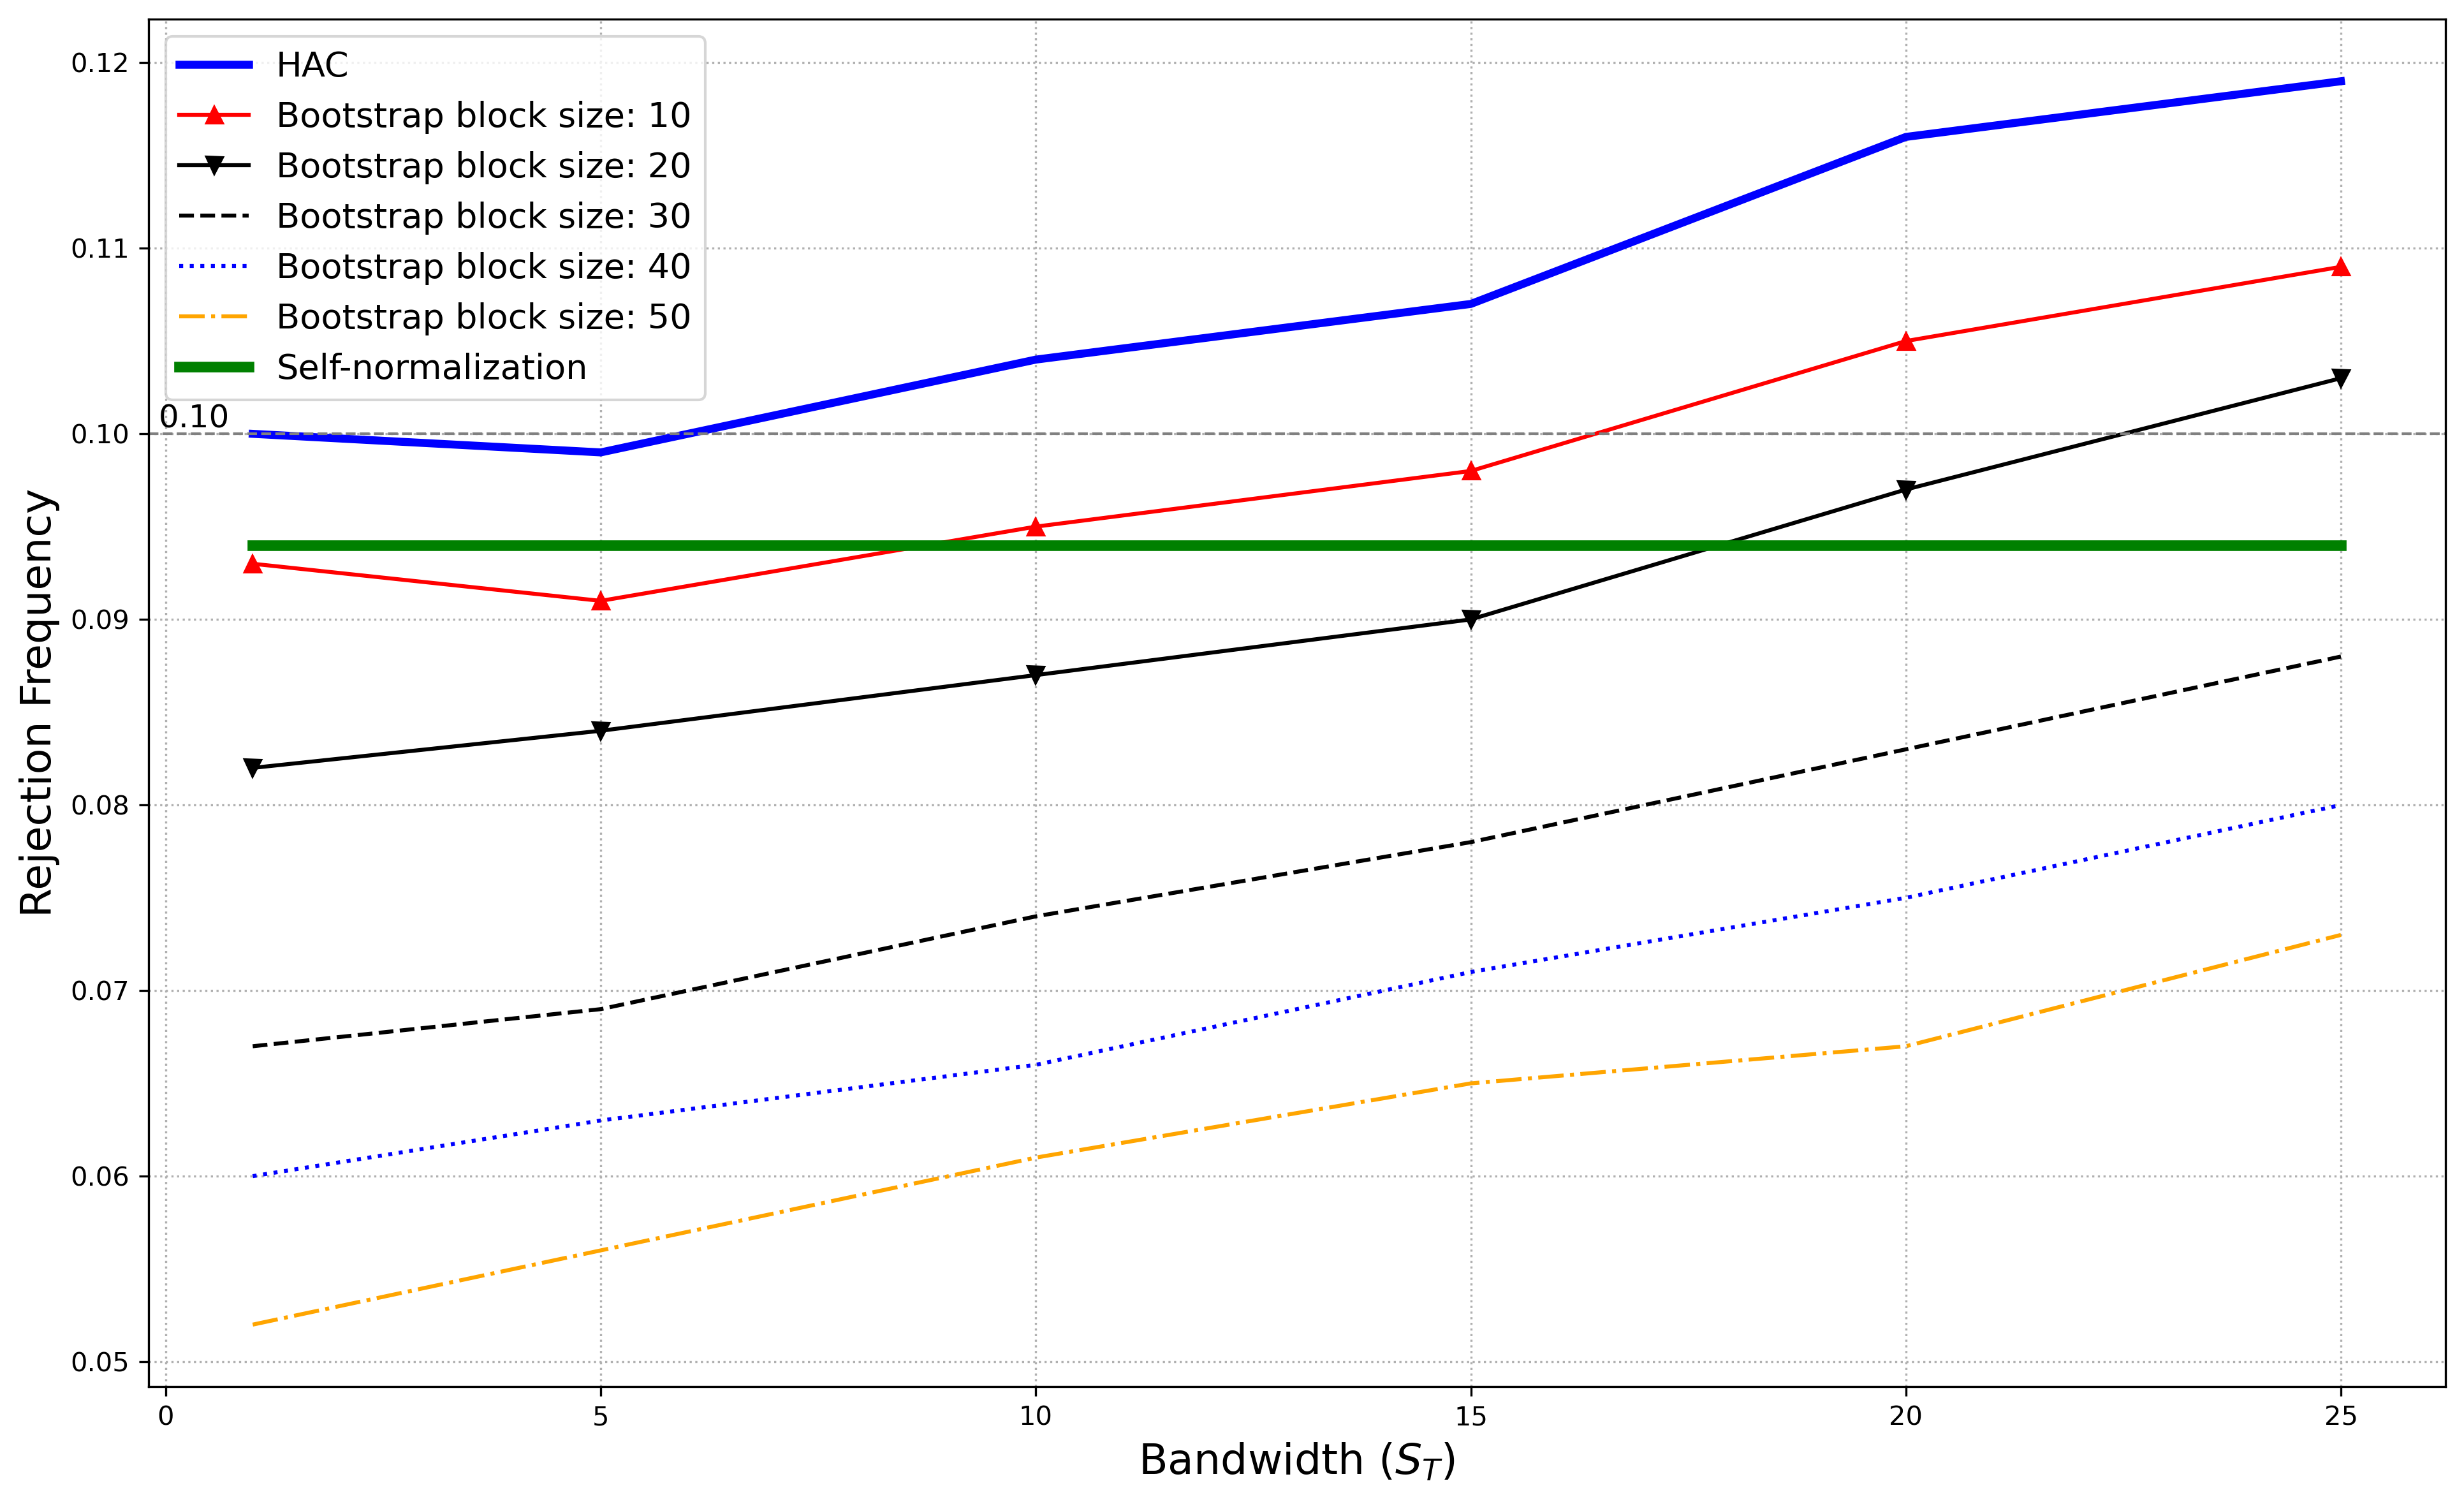 0.12
0.11
0.10
0.09
0.08
0.07
0.06
0.05
Rejection Frequency
HAC
Bootstrap block size: 10
Bootstrap block size: 20
Bootstrap block size: 30
Bootstrap block size: 40
Bootstrap block size: 50
Self-normalization
0.10
0 5 10 15 20 25
Bandwidth (S_T)